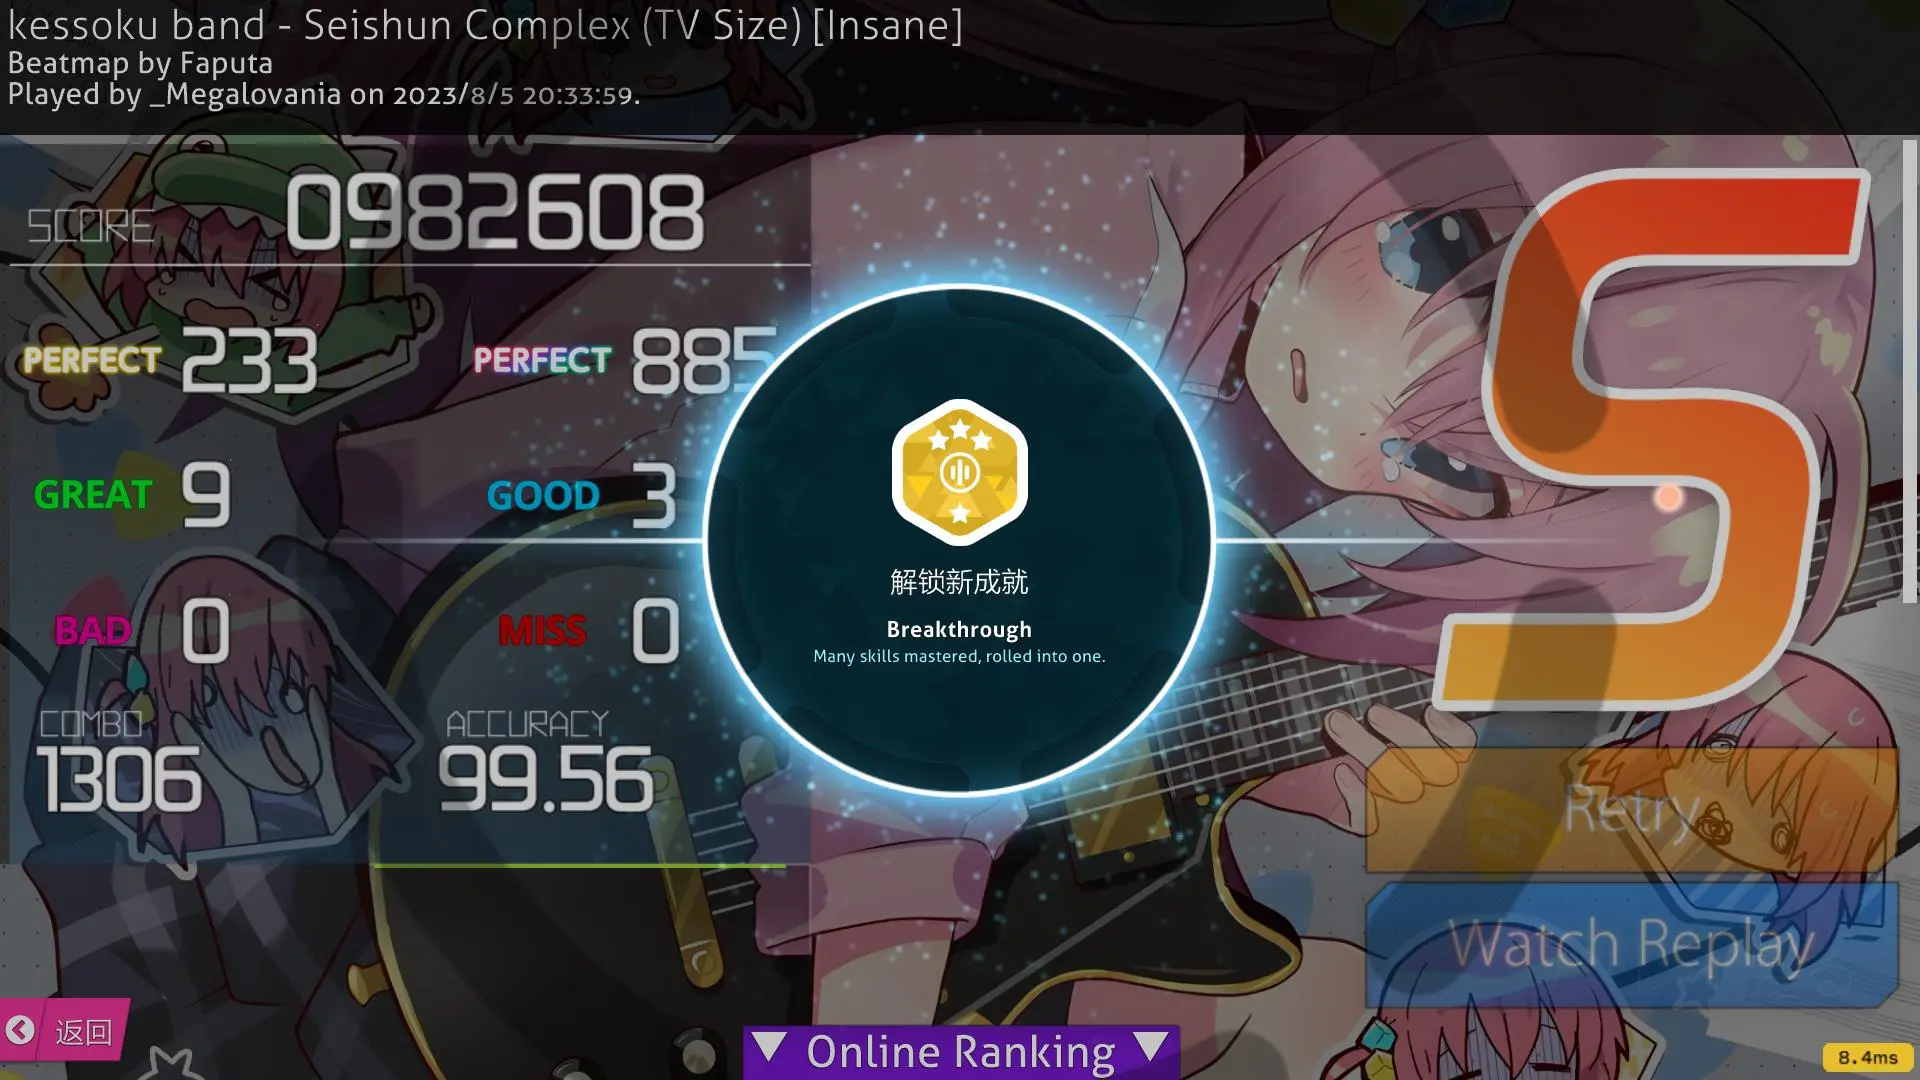 kessoku band - Seishun Complex (TV Size) [Insane]
Beatmap by Faputa
Played by _Megalovania on 2023/8/5 20:33:59.
SCORE 0982608
PERFECT 233 PERFECT 885
GREAT 9 GOOD 3
BAD 0 MISS 0
COMBO ACCURACY
1306 99.56
解锁新成就
Breakthrough
Many skills mastered, rolled into one.
Retry
Watch Replay
返回
Online Ranking
8.4ms